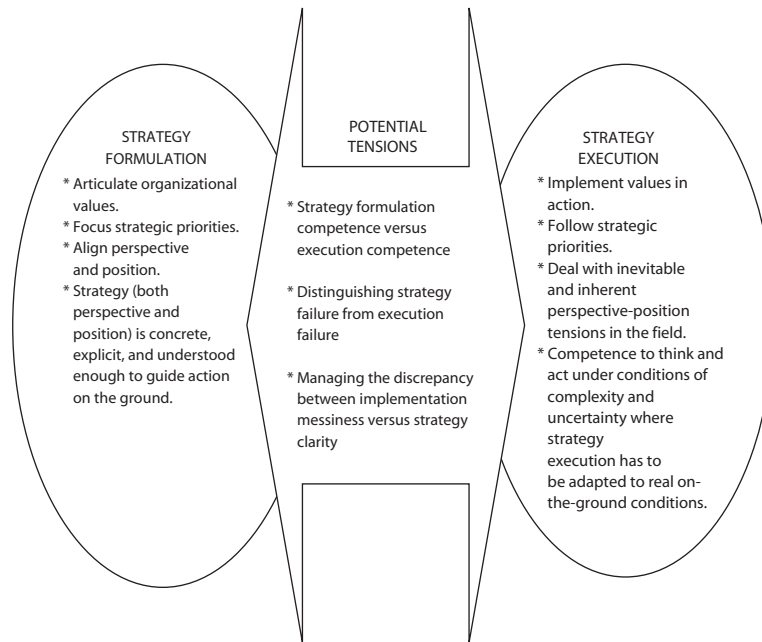 STRATEGY
FORMULATION
* Articulate organizational
values.
* Focus strategic priorities.
* Align perspective
and position.
* Strategy (both
perspective and
position) is concrete,
explicit, and understood
enough to guide action
on the ground.
POTENTIAL
TENSIONS
* Strategy formulation
competence versus
execution competence
* Distinguishing strategy
failure from execution
failure
* Managing the discrepancy
between implementation
messiness versus strategy
clarity
STRATEGY
EXECUTION
* Implement values in
action.
* Follow strategic
priorities.
* Deal with inevitable
and inherent
perspective-position
tensions in the field.
* Competence to think and
act under conditions of
complexity and
uncertainty where
strategy
execution has to
be adapted to real on-
the-ground conditions.